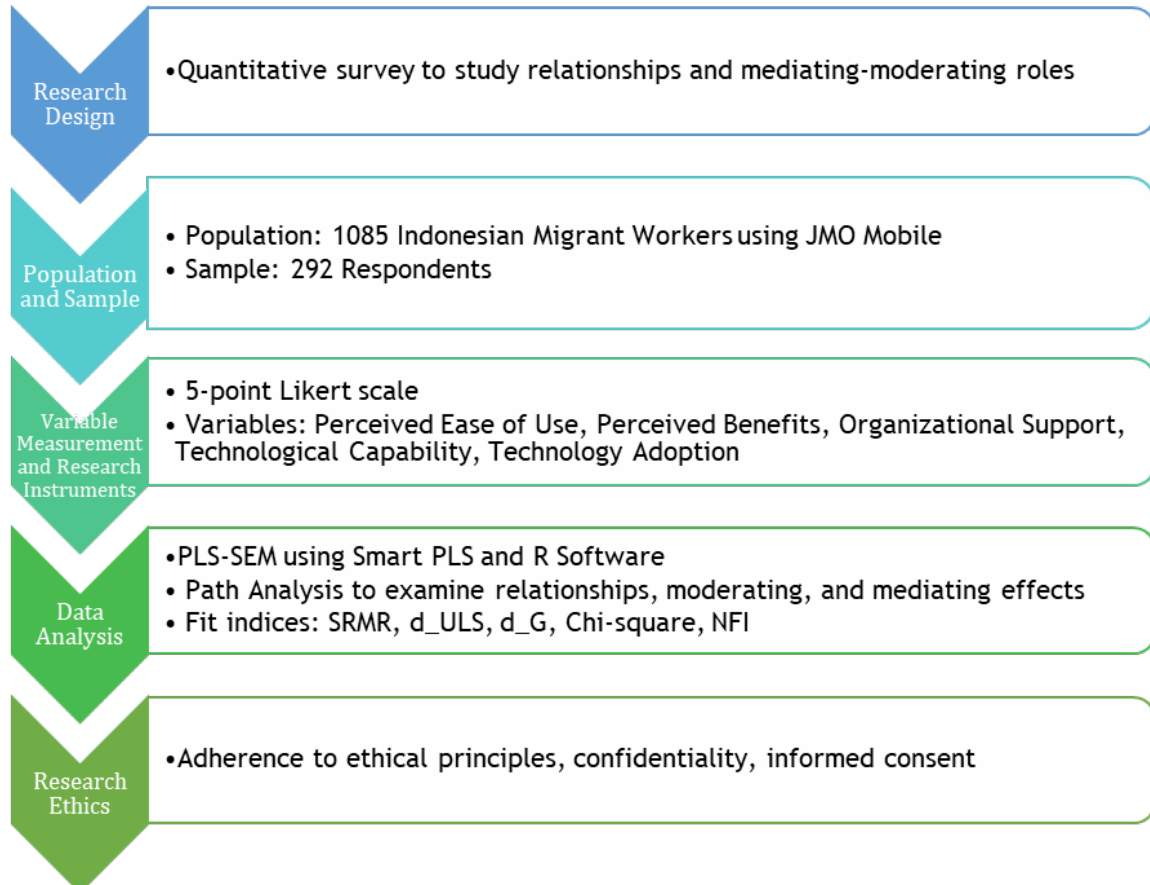 Research
Design
•Quantitative survey to study relationships and mediating-moderating roles
Population
and Sample
• Population: 1085 Indonesian Migrant Workers using JMO Mobile
• Sample: 292 Respondents
Variable
Measurement
and Research
Instruments
• 5-point Likert scale
• Variables: Perceived Ease of Use, Perceived Benefits, Organizational Support,
Technological Capability, Technology Adoption
Data
Analysis
•PLS-SEM using Smart PLS and R Software
• Path Analysis to examine relationships, moderating, and mediating effects
• Fit indices: SRMR, d_ULS, d_G, Chi-square, NFI
Research
Ethics
•Adherence to ethical principles, confidentiality, informed consent